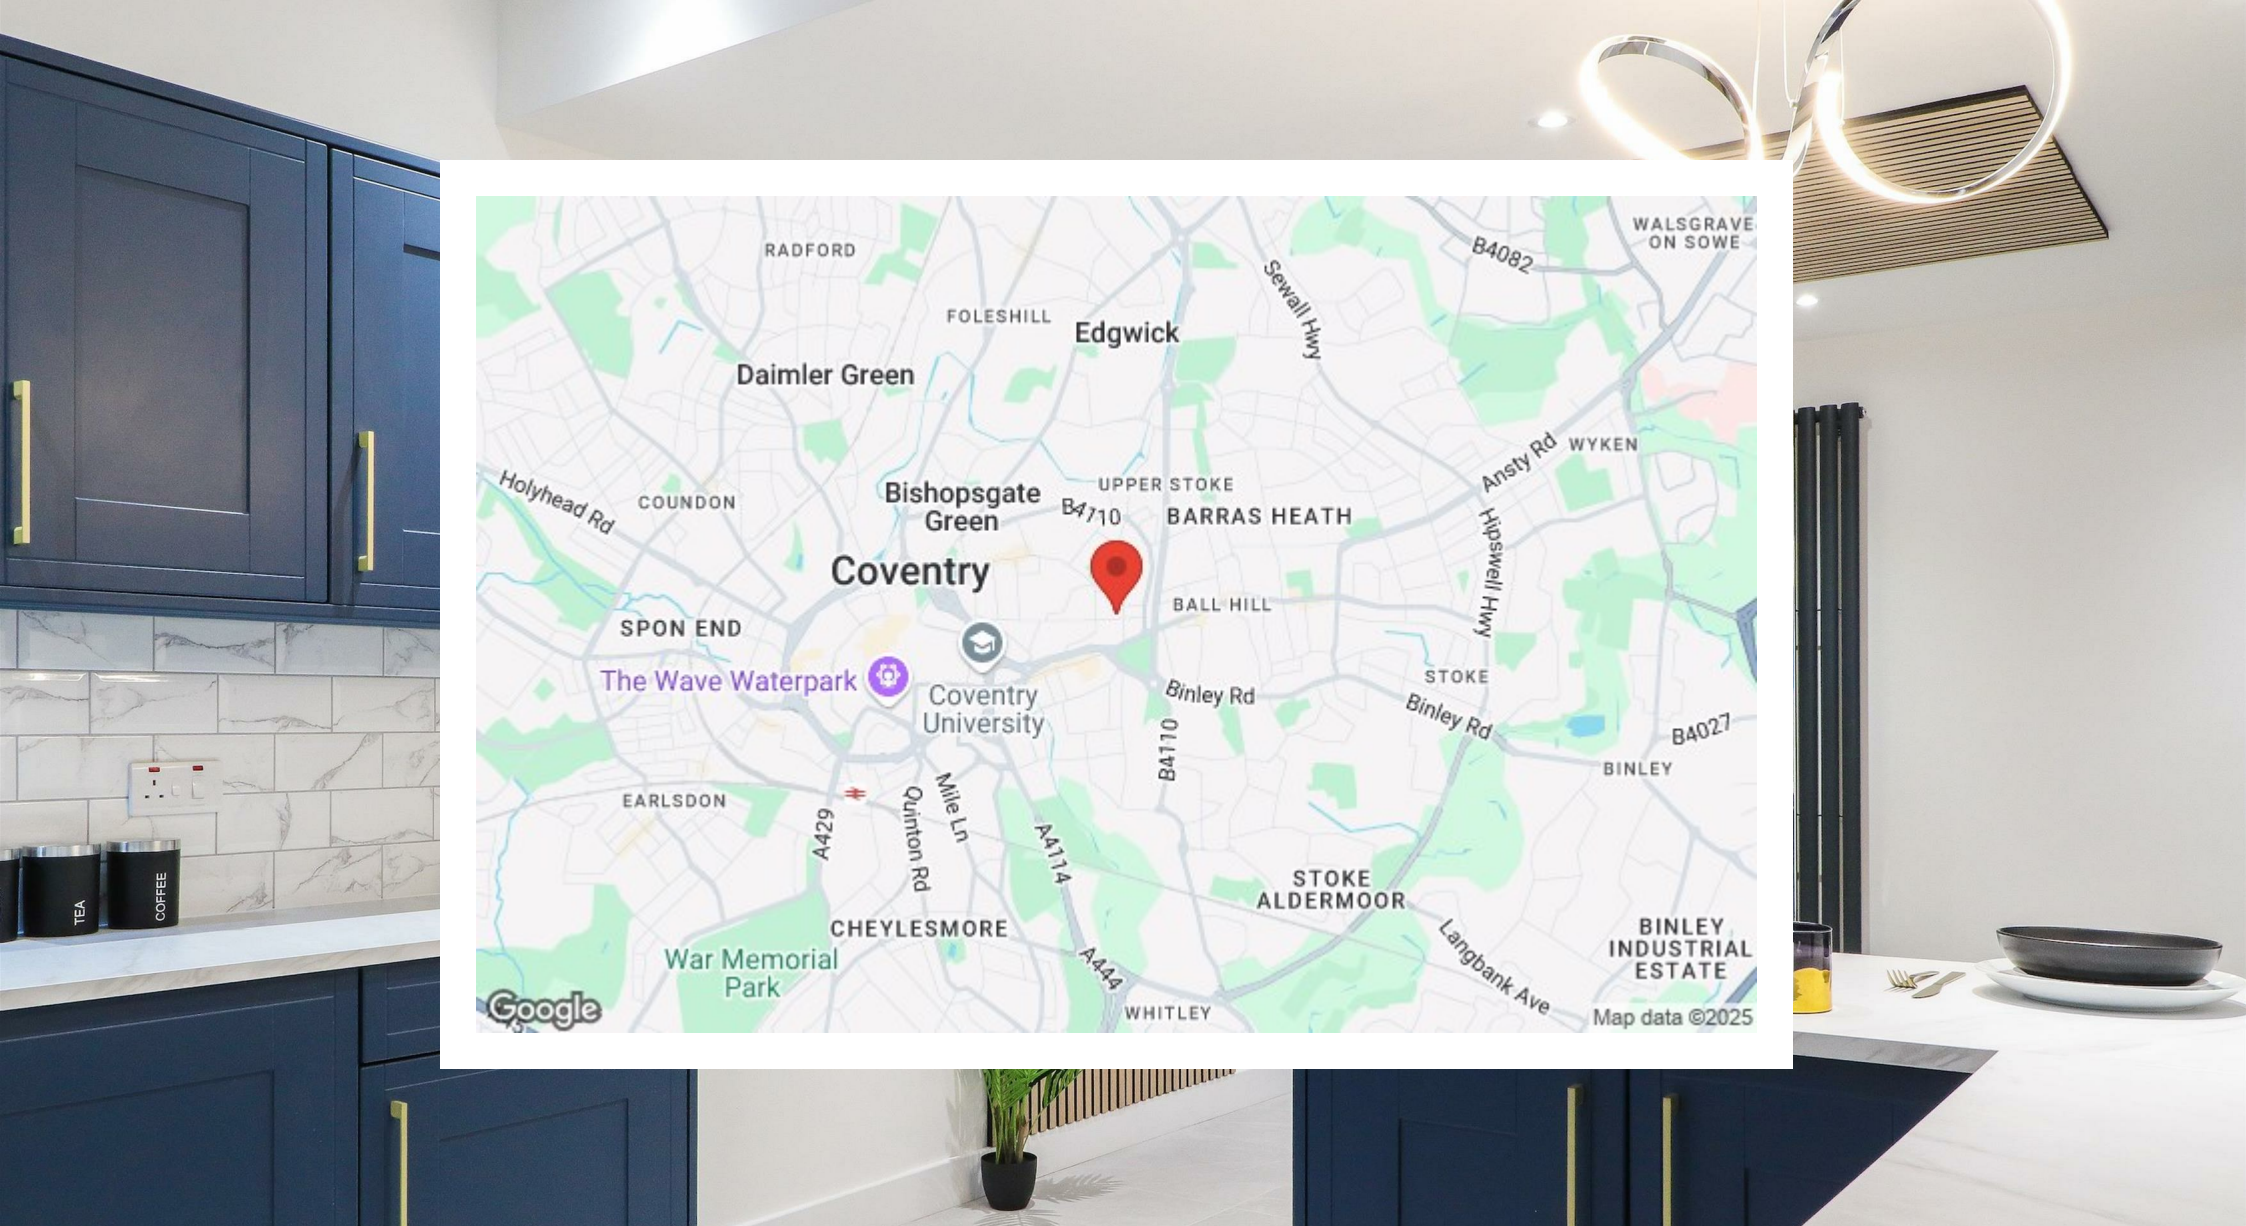 RADFORD
WALSGRAVE
ON SOWE
B4082
Sewall Hwy
FOLESHILL
Edgwick
Daimler Green
Ansty Rd
WYKEN
Holyhead Rd
COUNDON
Bishopsgate
Green
UPPER STOKE
B4110
BARRAS HEATH
Hipswell Hwy
Coventry
BALL HILL
SPON END
The Wave Waterpark
Coventry
University
Binley Rd
STOKE
Binley Rd
B4027
B4110
BINLEY
EARLSDON
A429
Quinton Rd
Mile Ln
A4114
STOKE
ALDERMOOR
CHEYLESMORE
Langbank Ave
BINLEY
INDUSTRIAL
ESTATE
War Memorial
Park
A444
WHITLEY
Google
Map data ©2025
TEA
COFFEE